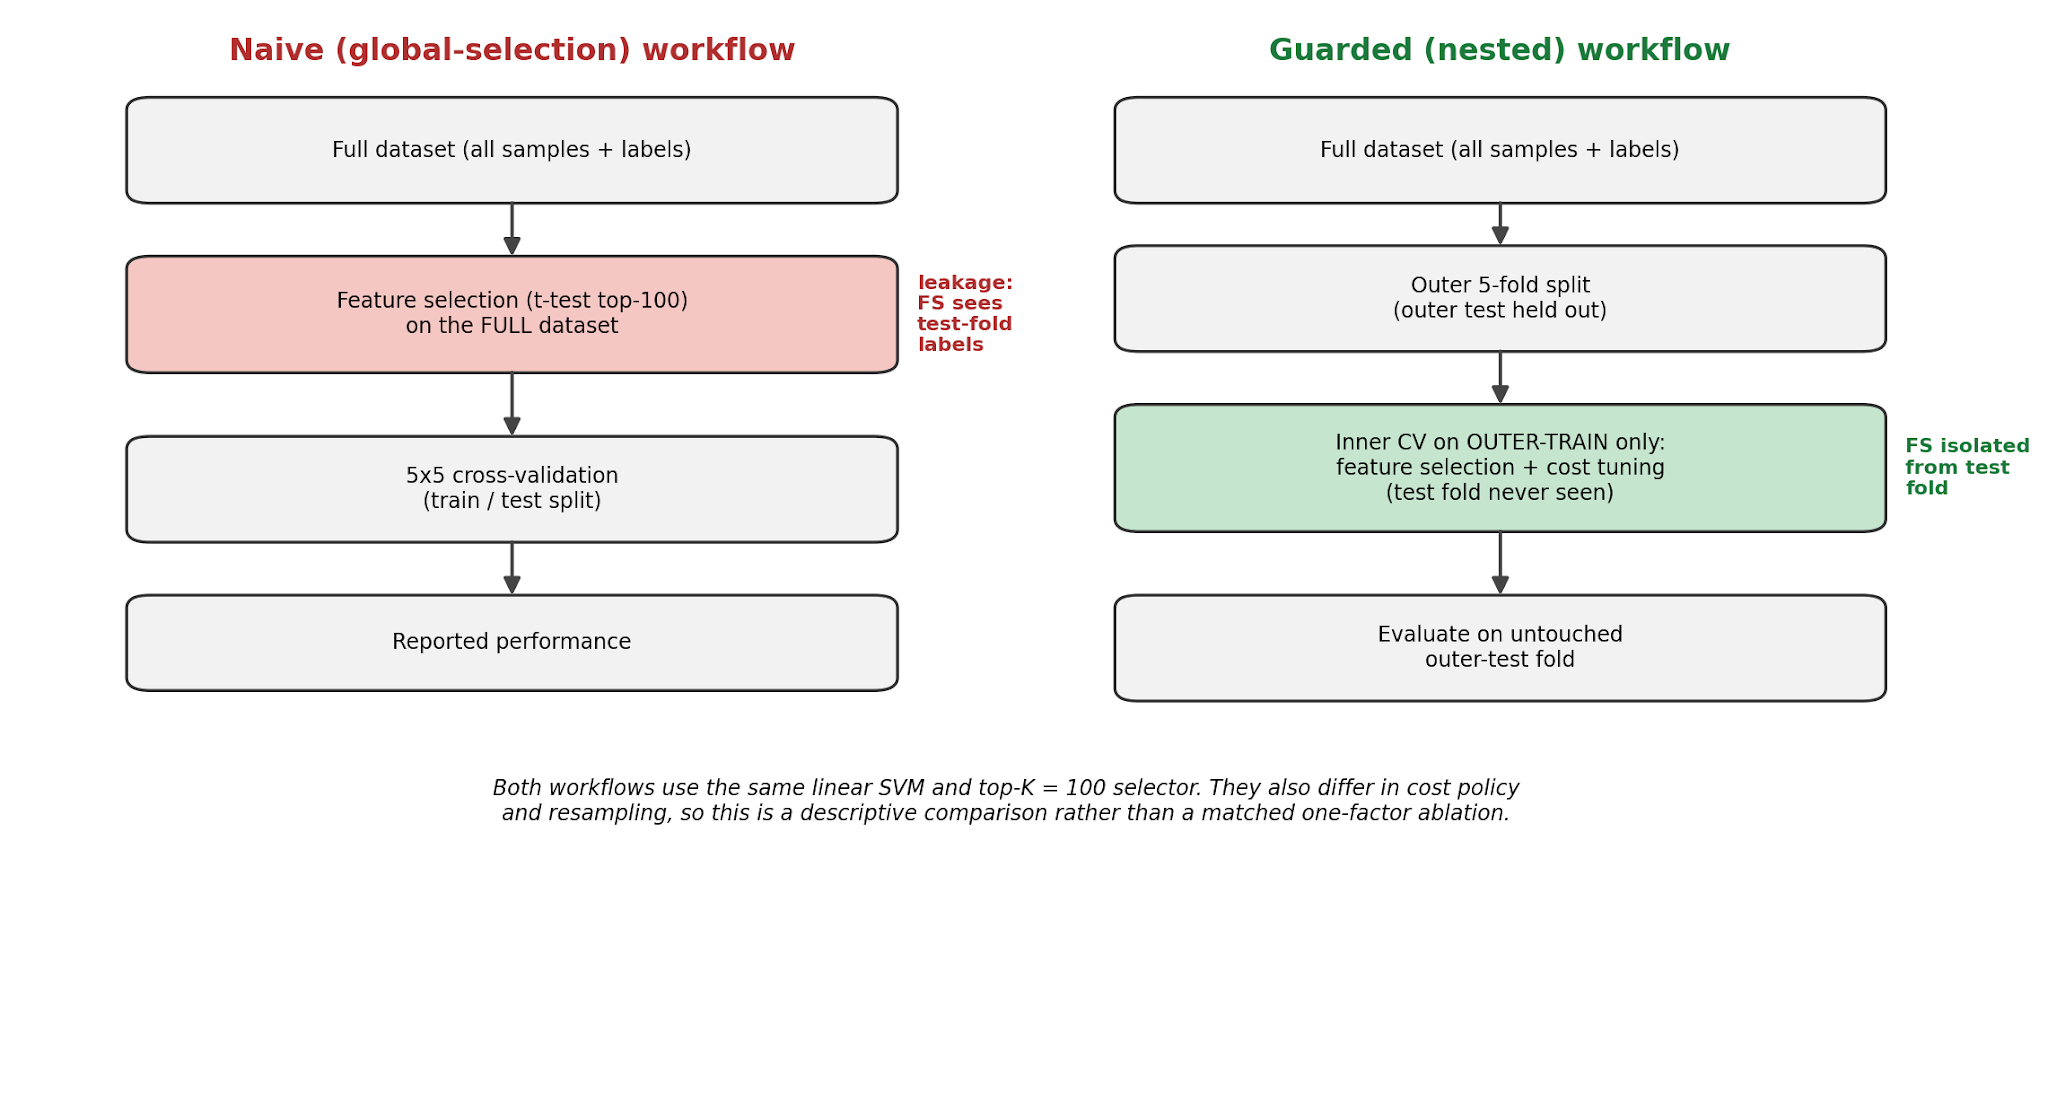 Naive (global-selection) workflow
Full dataset (all samples + labels)
Feature selection (t-test top-100)
on the FULL dataset
leakage:
FS sees
test-fold
labels
5x5 cross-validation
(train / test split)
Reported performance
Guarded (nested) workflow
Full dataset (all samples + labels)
Outer 5-fold split
(outer test held out)
Inner CV on OUTER-TRAIN only:
feature selection + cost tuning
(test fold never seen)
FS isolated
from test
fold
Evaluate on untouched
outer-test fold
Both workflows use the same linear SVM and top-K = 100 selector. They also differ in cost policy
and resampling, so this is a descriptive comparison rather than a matched one-factor ablation.